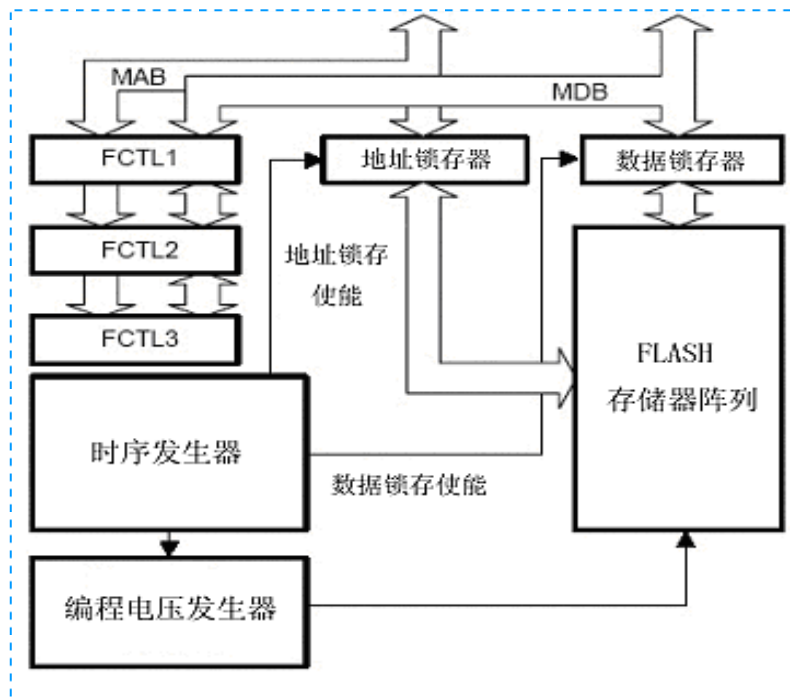 MAB
MDB
FCTL1
地址锁存器
数据锁存器
FCTL2
地址锁存
使能
FCTL3
FLASH
存储器阵列
时序发生器
数据锁存使能
编程电压发生器